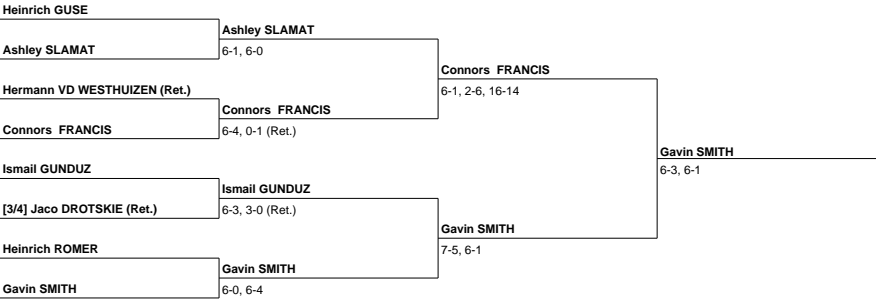 Heinrich GUSE
Ashley SLAMAT
6-1, 6-0
Ashley SLAMAT
Connors FRANCIS
6-1, 2-6, 16-14
Hermann VD WESTHUIZEN (Ret.)
Connors FRANCIS
6-4, 0-1 (Ret.)
Connors FRANCIS
Gavin SMITH
6-3, 6-1
Ismail GUNDUZ
Ismail GUNDUZ
6-3, 3-0 (Ret.)
[3/4] Jaco DROTSKIE (Ret.)
Gavin SMITH
7-5, 6-1
Heinrich ROMER
Gavin SMITH
6-0, 6-4
Gavin SMITH